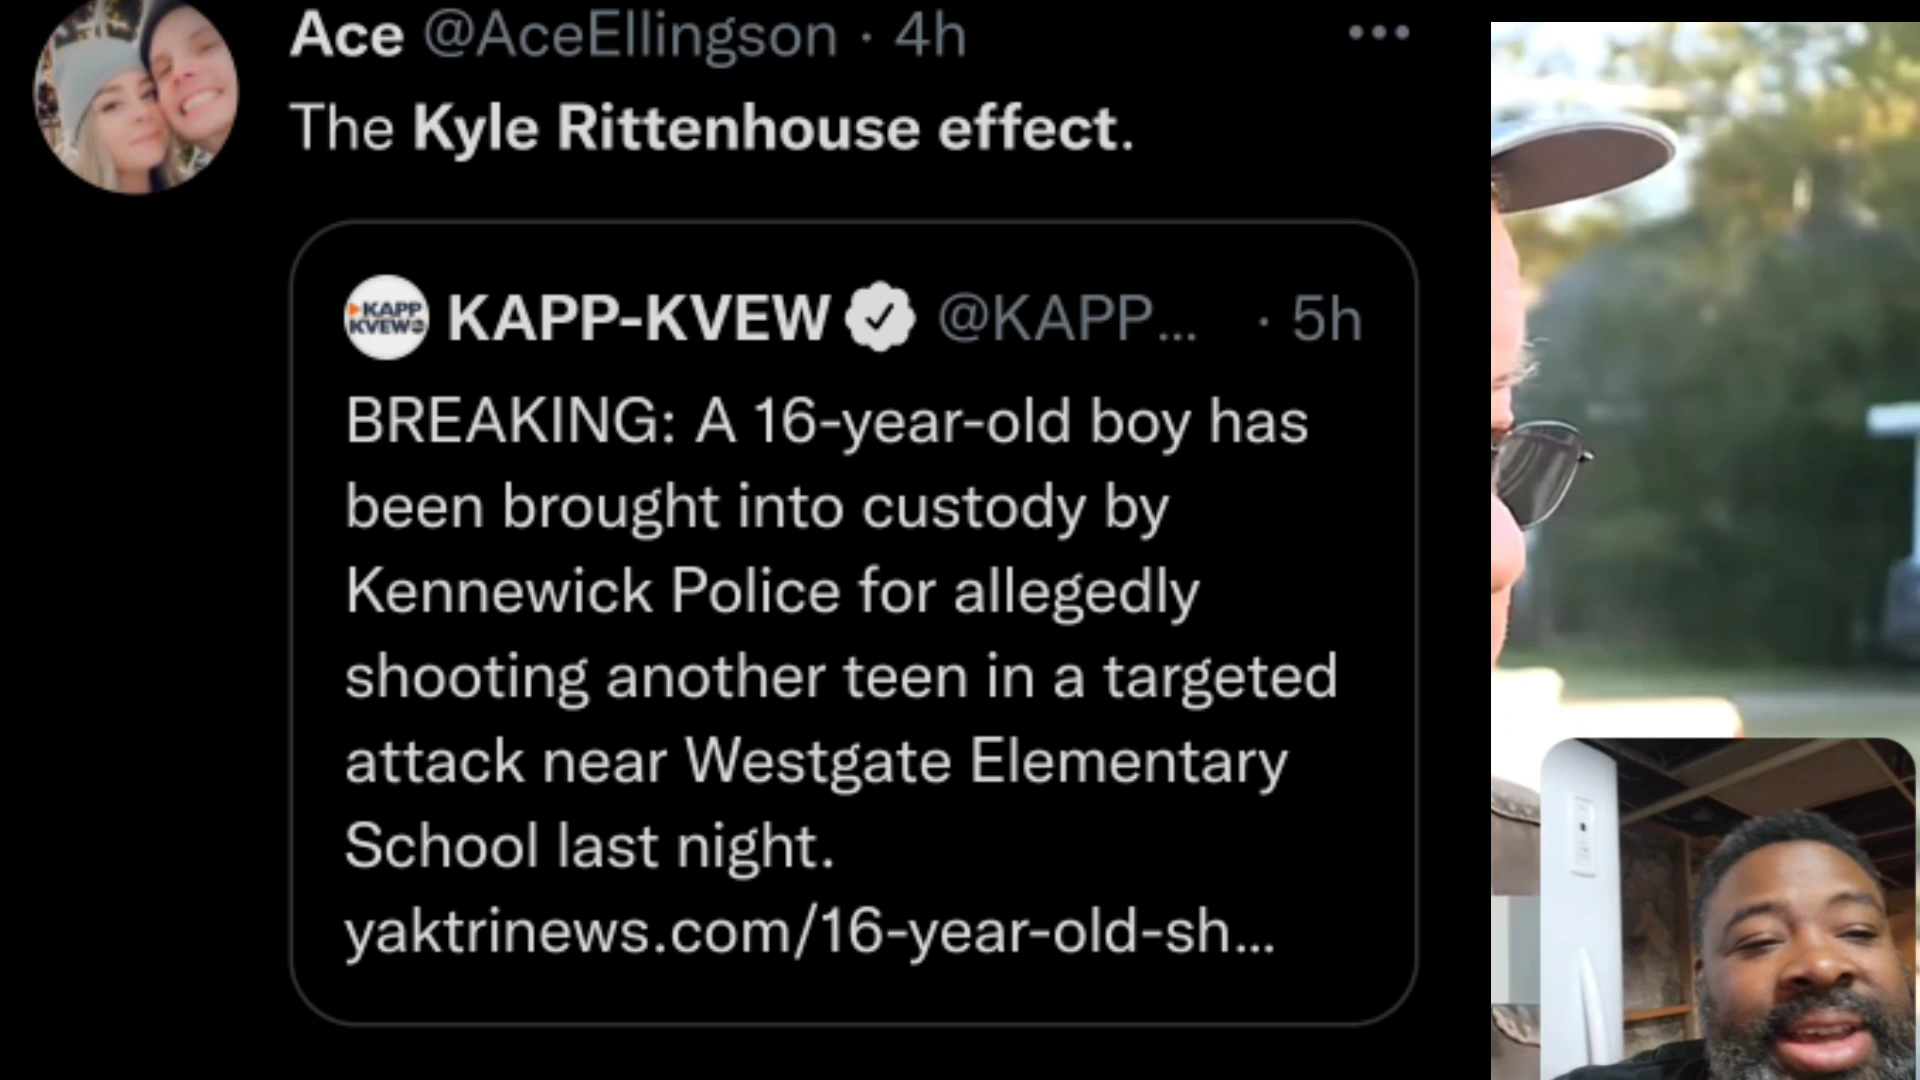 Ace @AceEllingson · 4h
The Kyle Rittenhouse effect.
KAPP
KVEW
KAPP-KVEW @KAPP... · 5h
BREAKING: A 16-year-old boy has
been brought into custody by
Kennewick Police for allegedly
shooting another teen in a targeted
attack near Westgate Elementary
School last night.
yaktrinews.com/16-year-old-sh...